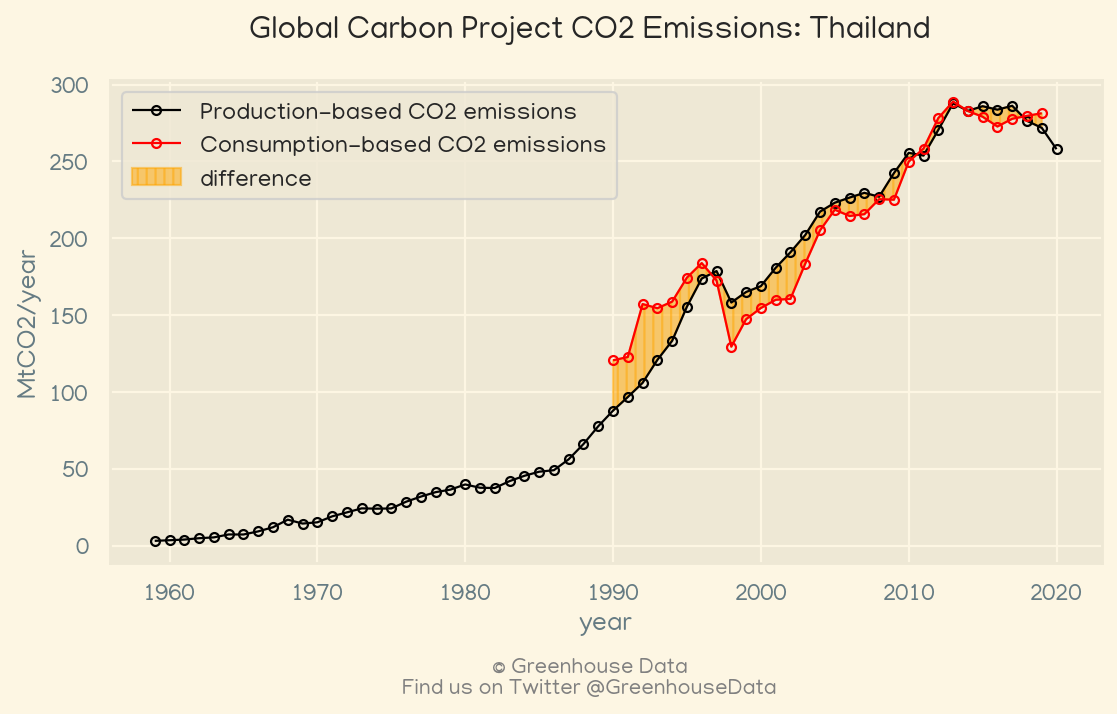 Global Carbon Project CO2 Emissions: Thailand
300
250
200
150
100
50
0
MtCO2/year
Production-based CO2 emissions
Consumption-based CO2 emissions
difference
1960 1970 1980 1990 2000 2010 2020
year
© Greenhouse Data
Find us on Twitter @GreenhouseData